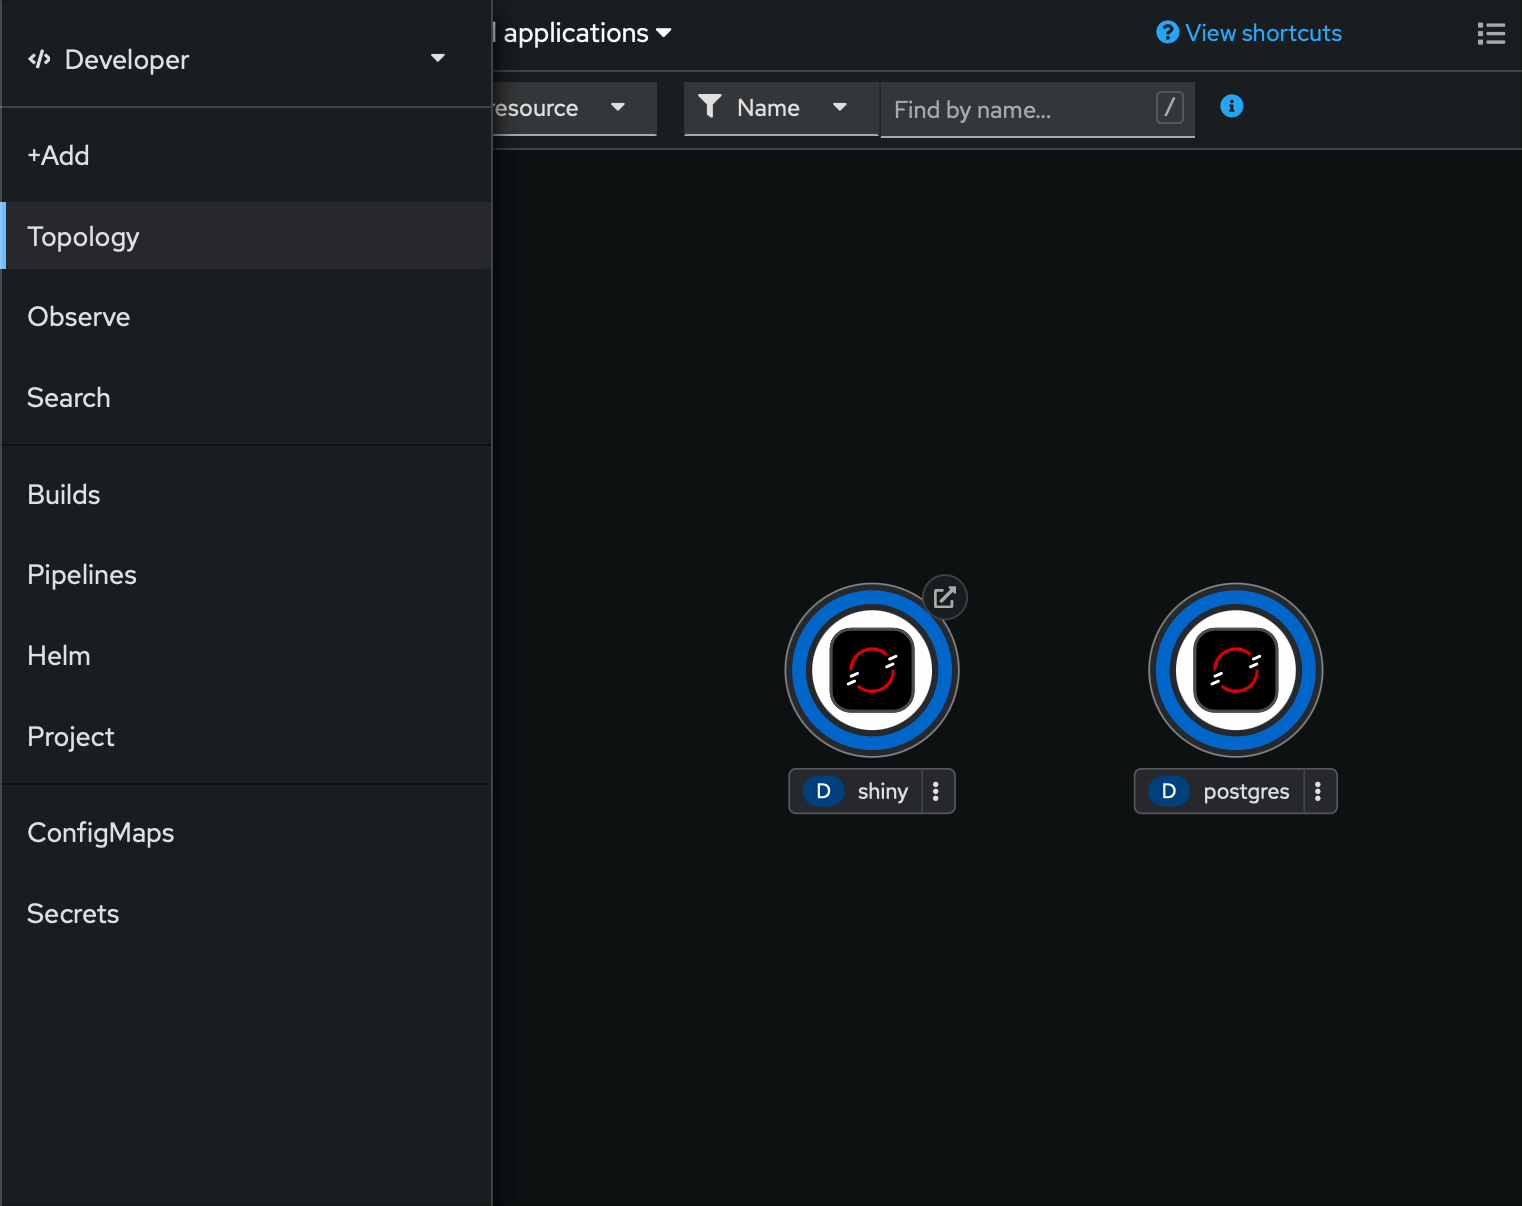 Developer
applications
View shortcuts
Name
Find by name...
/
+Add
Topology
Observe
Search
Builds
Pipelines
Helm
Project
ConfigMaps
Secrets
D shiny
D postgres